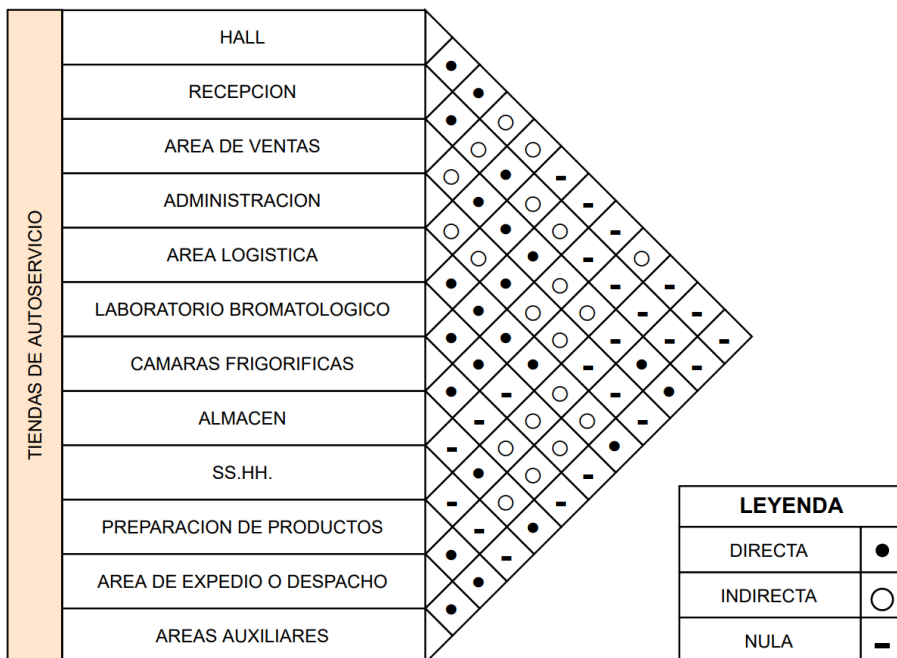 TIENDAS DE AUTOSERVICIO
HALL
RECEPCION
AREA DE VENTAS
ADMINISTRACION
AREA LOGISTICA
LABORATORIO BROMATOLOGICO
CAMARAS FRIGORIFICAS
ALMACEN
SS.HH.
PREPARACION DE PRODUCTOS
AREA DE EXPEDIO O DESPACHO
AREAS AUXILIARES
LEYENDA
DIRECTA
INDIRECTA
NULA